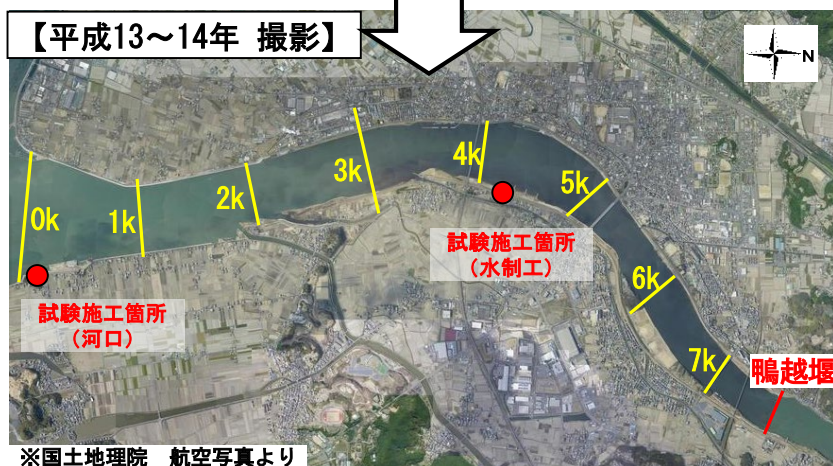 【平成13～14年 撮影】
N
0k
1k
2k
3k
4k
5k
6k
7k
試験施工箇所
（水制工）
試験施工箇所
（河口）
鴨越堰
※国土地理院　航空写真より